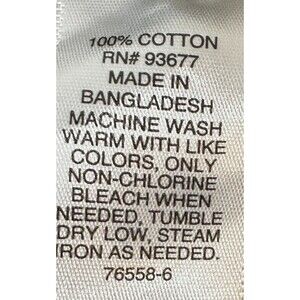 100% COTTON
RN# 93677
MADE IN
BANGLADESH
MACHINE WASH
WARM WITH LIKE
COLORS, ONLY
NON-CHLORINE
BLEACH WHEN
NEEDED, TUMBLE
DRY LOW, STEAM
IRON AS NEEDED.
76558-6